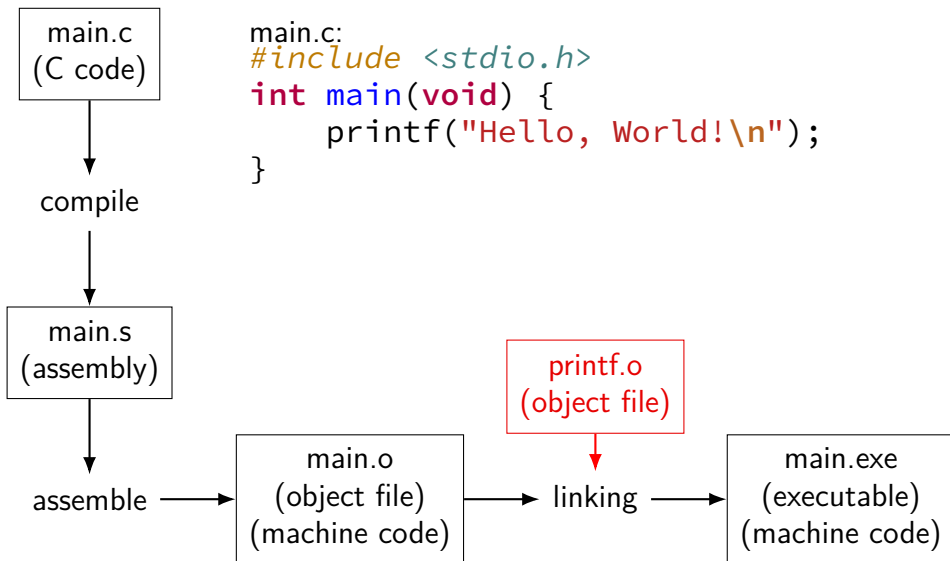 main.c
(C code)
main.c:
#include <stdio.h>
int main(void) {
    printf("Hello, World!\n");
}
compile
main.s
(assembly)
printf.o
(object file)
assemble
main.o
(object file)
(machine code)
linking
main.exe
(executable)
(machine code)